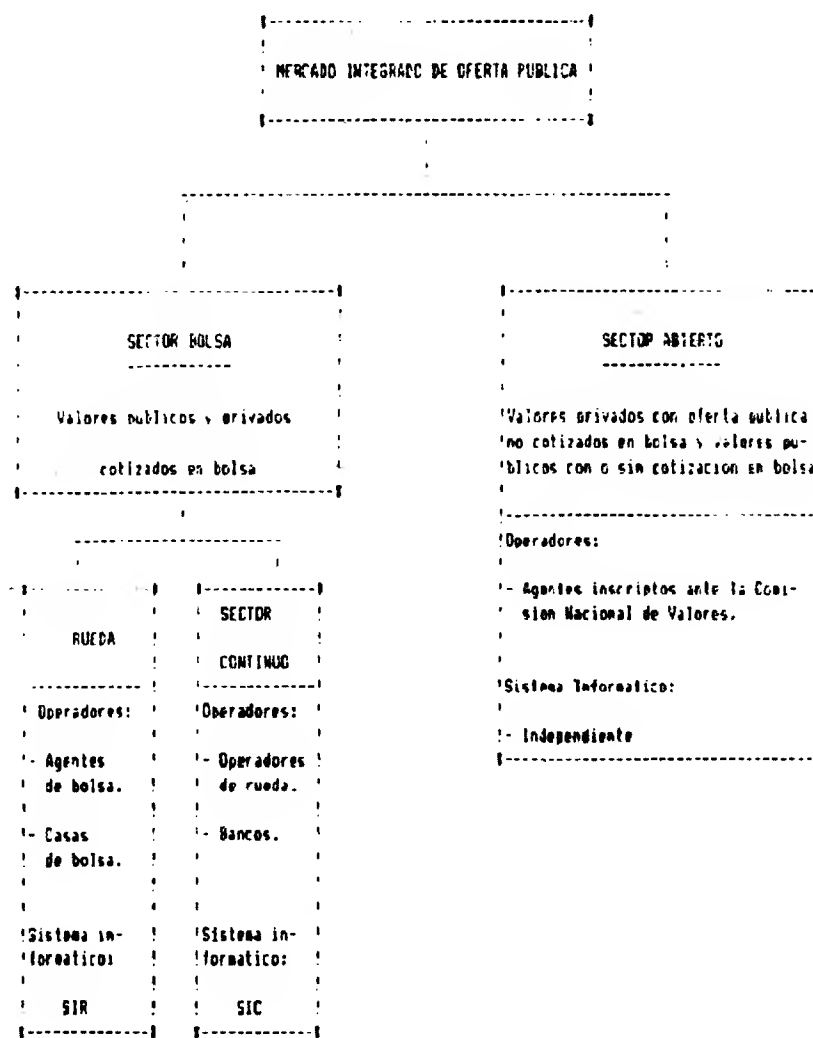 MERCADO INTEGRADO DE OFERTA PUBLICA
SECTOR BOLSA
Valores publicos y privados
cotizados en bolsa
RUEDA
Operadores:
- Agentes
de bolsa.
- Casas
de bolsa.
Sistema in-
formatico:
SIR
SECTOR
CONTINUO
Operadores:
- Operadores
de rueda.
- Bancos.
Sistema in-
formatico:
SIC
SECTOR ABIERTO
Valores privados con oferta publica
no cotizados en bolsa y valores pu-
blicos con o sin cotizacion en bolsa
Operadores:
- Agentes inscriptos ante la Comi-
sion Nacional de Valores.
Sistema Informatico:
- Independiente